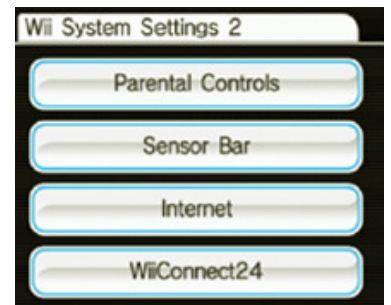 Wii System Settings 2
Parental Controls
Sensor Bar
Internet
WiiConnect24